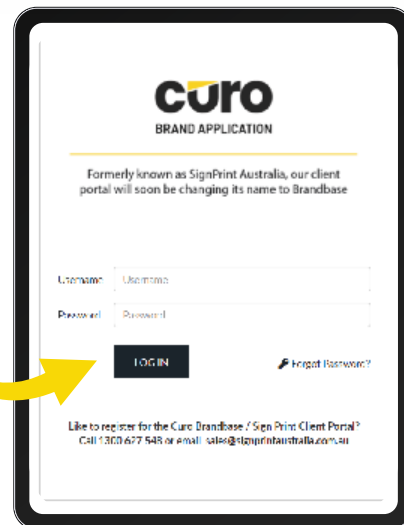 curo
BRAND APPLICATION
Formerly known as SignPrint Australia, our client
portal will soon be changing its name to Brandbase
Username Username
Password Password
LOG IN Forgot Password?
Like to register for the Curo Brandbase / Sign Print Client Portal?
Call 1300 627 548 or email sales@signprintaustralia.com.au